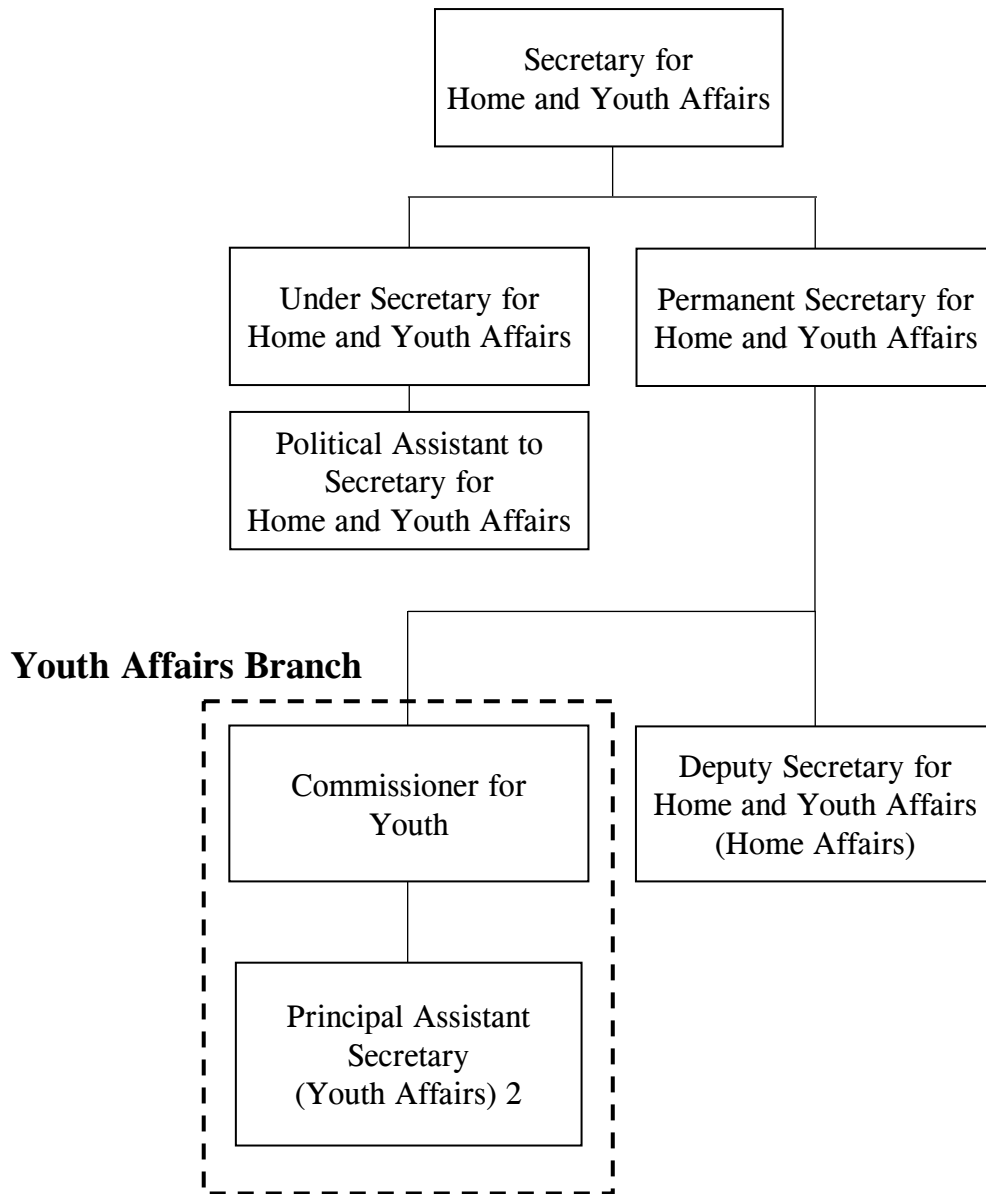 Secretary for
Home and Youth Affairs
Under Secretary for
Home and Youth Affairs
Permanent Secretary for
Home and Youth Affairs
Political Assistant to
Secretary for
Home and Youth Affairs
Youth Affairs Branch
Commissioner for
Youth
Deputy Secretary for
Home and Youth Affairs
(Home Affairs)
Principal Assistant
Secretary
(Youth Affairs) 2